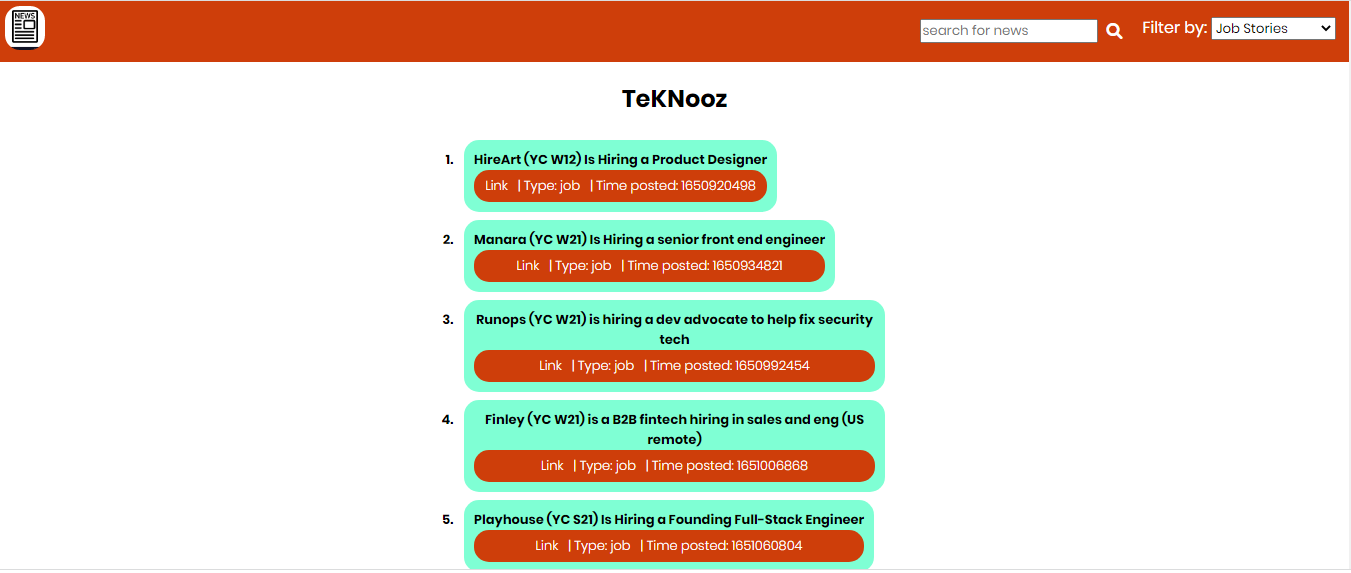 NEWS
search for news
Filter by: Job Stories
TeKNooz
1. HireArt (YC W12) Is Hiring a Product Designer
Link | Type: job | Time posted: 1650920498
2. Manara (YC W21) Is Hiring a senior front end engineer
Link | Type: job | Time posted: 1650934821
3. Runops (YC W21) is hiring a dev advocate to help fix security
tech
Link | Type: job | Time posted: 1650992454
4. Finley (YC W21) is a B2B fintech hiring in sales and eng (US
remote)
Link | Type: job | Time posted: 1651006868
5. Playhouse (YC S21) Is Hiring a Founding Full-Stack Engineer
Link | Type: job | Time posted: 1651060804